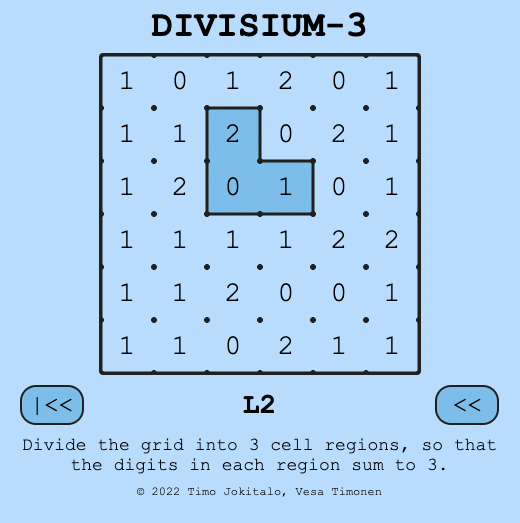 DIVISIUM-3
1 0 1 2 0 1
1 1 2 0 2 1
1 2 0 1 0 1
1 1 1 1 2 2
1 1 2 0 0 1
1 1 0 2 1 1
|<< L2 <<
Divide the grid into 3 cell regions, so that
the digits in each region sum to 3.
© 2022 Timo Jokitalo, Vesa Timonen